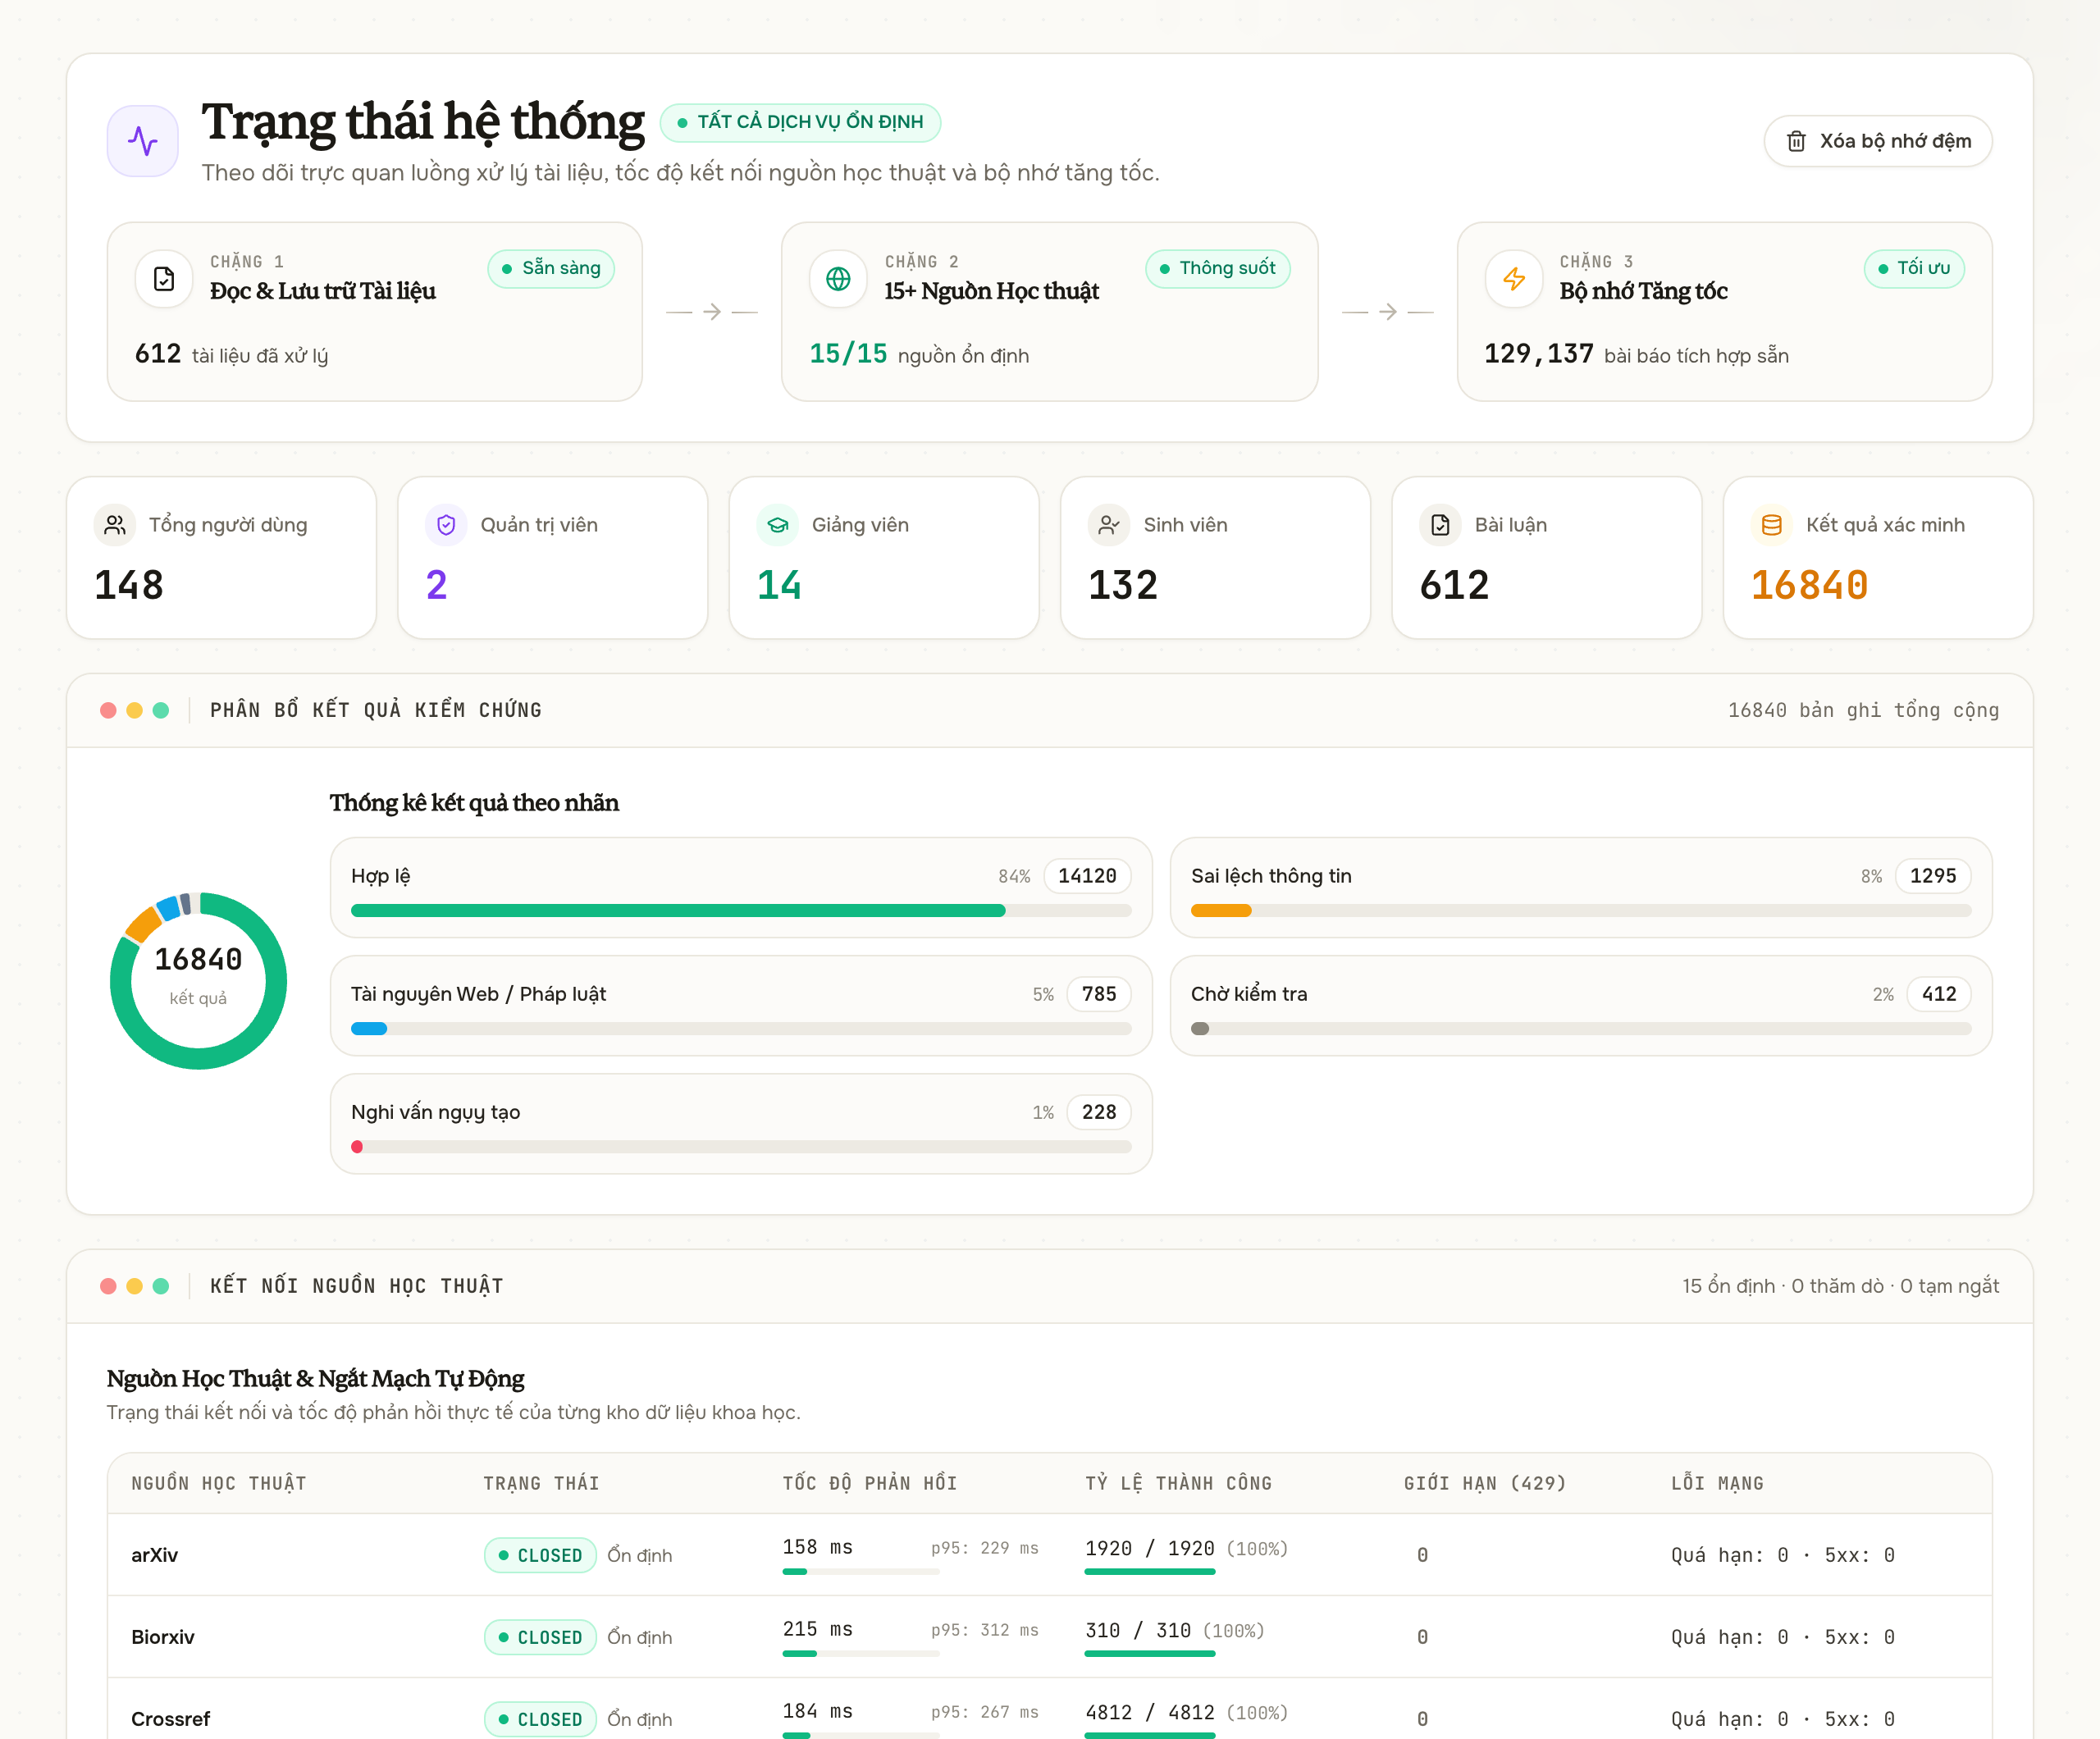 Trạng thái hệ thống
TẤT CẢ DỊCH VỤ ỔN ĐỊNH
Theo dõi trực quan luồng xử lý tài liệu, tốc độ kết nối nguồn học thuật và bộ nhớ tăng tốc.
Xóa bộ nhớ đệm
CHẶNG 1
Đọc & Lưu trữ Tài liệu
Sẵn sàng
612 tài liệu đã xử lý
CHẶNG 2
15+ Nguồn Học thuật
Thông suốt
15/15 nguồn ổn định
CHẶNG 3
Bộ nhớ Tăng tốc
Tối ưu
129,137 bài báo tích hợp sẵn
Tổng người dùng
148
Quản trị viên
2
Giảng viên
14
Sinh viên
132
Bài luận
612
Kết quả xác minh
16840
PHÂN BỔ KẾT QUẢ KIỂM CHỨNG
16840 bản ghi tổng cộng
16840
kết quả
Thống kê kết quả theo nhãn
Hợp lệ 84% 14120
Sai lệch thông tin 8% 1295
Tài nguyên Web / Pháp luật 5% 785
Chờ kiểm tra 2% 412
Nghi vấn ngụy tạo 1% 228
KẾT NỐI NGUỒN HỌC THUẬT
15 ổn định · 0 thăm dò · 0 tạm ngắt
Nguồn Học Thuật & Ngắt Mạch Tự Động
Trạng thái kết nối và tốc độ phản hồi thực tế của từng kho dữ liệu khoa học.
NGUỒN HỌC THUẬT TRẠNG THÁI TỐC ĐỘ PHẢN HỒI TỶ LỆ THÀNH CÔNG GIỚI HẠN (429) LỖI MẠNG
arXiv CLOSED Ổn định 158 ms p95: 229 ms 1920 / 1920 (100%) 0 Quá hạn: 0 · 5xx: 0
Biorxiv CLOSED Ổn định 215 ms p95: 312 ms 310 / 310 (100%) 0 Quá hạn: 0 · 5xx: 0
Crossref CLOSED Ổn định 184 ms p95: 267 ms 4812 / 4812 (100%) 0 Quá hạn: 0 · 5xx: 0